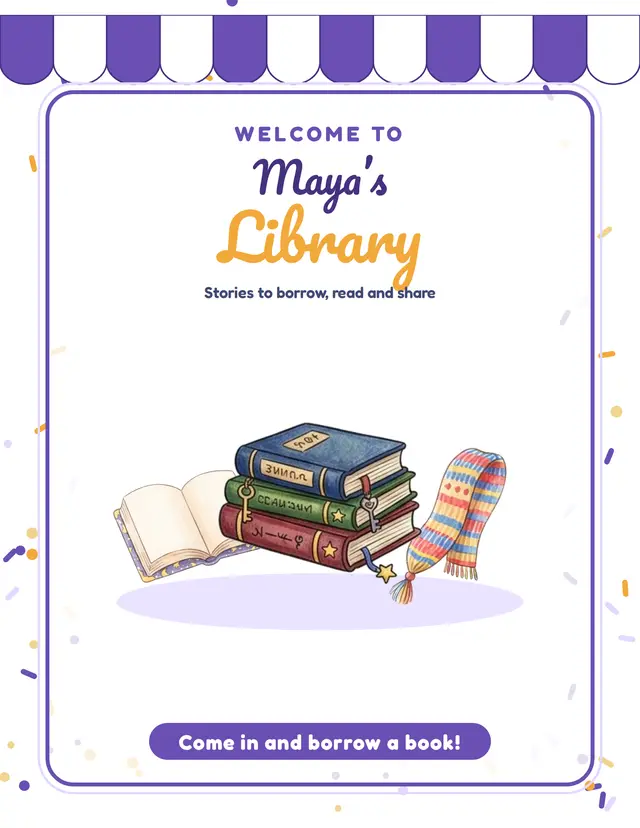 WELCOME TO
Maya's
Library
Stories to borrow, read and share
Come in and borrow a book!